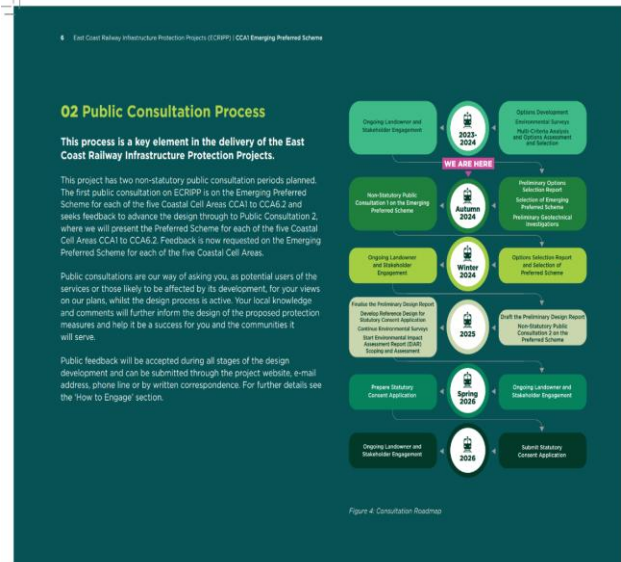 6 East Coast Railway Infrastructure Protection Projects (ECRIPP) | CCA1 Emerging Preferred Scheme
02 Public Consultation Process
This process is a key element in the delivery of the East
Coast Railway Infrastructure Protection Projects.
This project has two non-statutory public consultation periods planned.
The first public consultation on ECRIPP is on the Emerging Preferred
Scheme for each of the five Coastal Cell Areas CCA1 to CCA6.2 and
seeks feedback to advance the design through to Public Consultation 2,
where we will present the Preferred Scheme for each of the five Coastal
Cell Areas CCA1 to CCA6.2. Feedback is now requested on the Emerging
Preferred Scheme for each of the five Coastal Cell Areas.
Public consultations are our way of asking you, as potential users of the
services or those likely to be affected by its development, for your views
on our plans, whilst the design process is active. Your local knowledge
and comments will further inform the design of the proposed protection
measures and help it be a success for you and the communities it
will serve.
Public feedback will be accepted during all stages of the design
development and can be submitted through the project website, e-mail
address, phone line or by written correspondence. For further details see
the 'How to Engage' section.
Ongoing Landowner and
Stakeholder Engagement
2023-
2024
Options Development
Environmental Surveys
Multi-Criteria Analysis
and Options Assessment
and Selection
WE ARE HERE
Non-Statutory Public
Consultation 1 on the Emerging
Preferred Scheme
Autumn
2024
Preliminary Options
Selection Report
Selection of Emerging
Preferred Scheme
Preliminary Geotechnical
Investigations
Ongoing Landowner
and Stakeholder
Engagement
Winter
2024
Options Selection Report
and Selection of
Preferred Scheme
Finalise the Preliminary Design Report
Develop Reference Design for
Statutory Consent Application
Continue Environmental Surveys
Start Environmental Impact
Assessment Report (EIAR)
Scoping and Assessment
2025
Draft the Preliminary Design Report
Non-Statutory Public
Consultation 2 on the
Preferred Scheme
Prepare Statutory
Consent Application
Spring
2026
Ongoing Landowner and
Stakeholder Engagement
Ongoing Landowner and
Stakeholder Engagement
2026
Submit Statutory
Consent Application
Figure 4: Consultation Roadmap